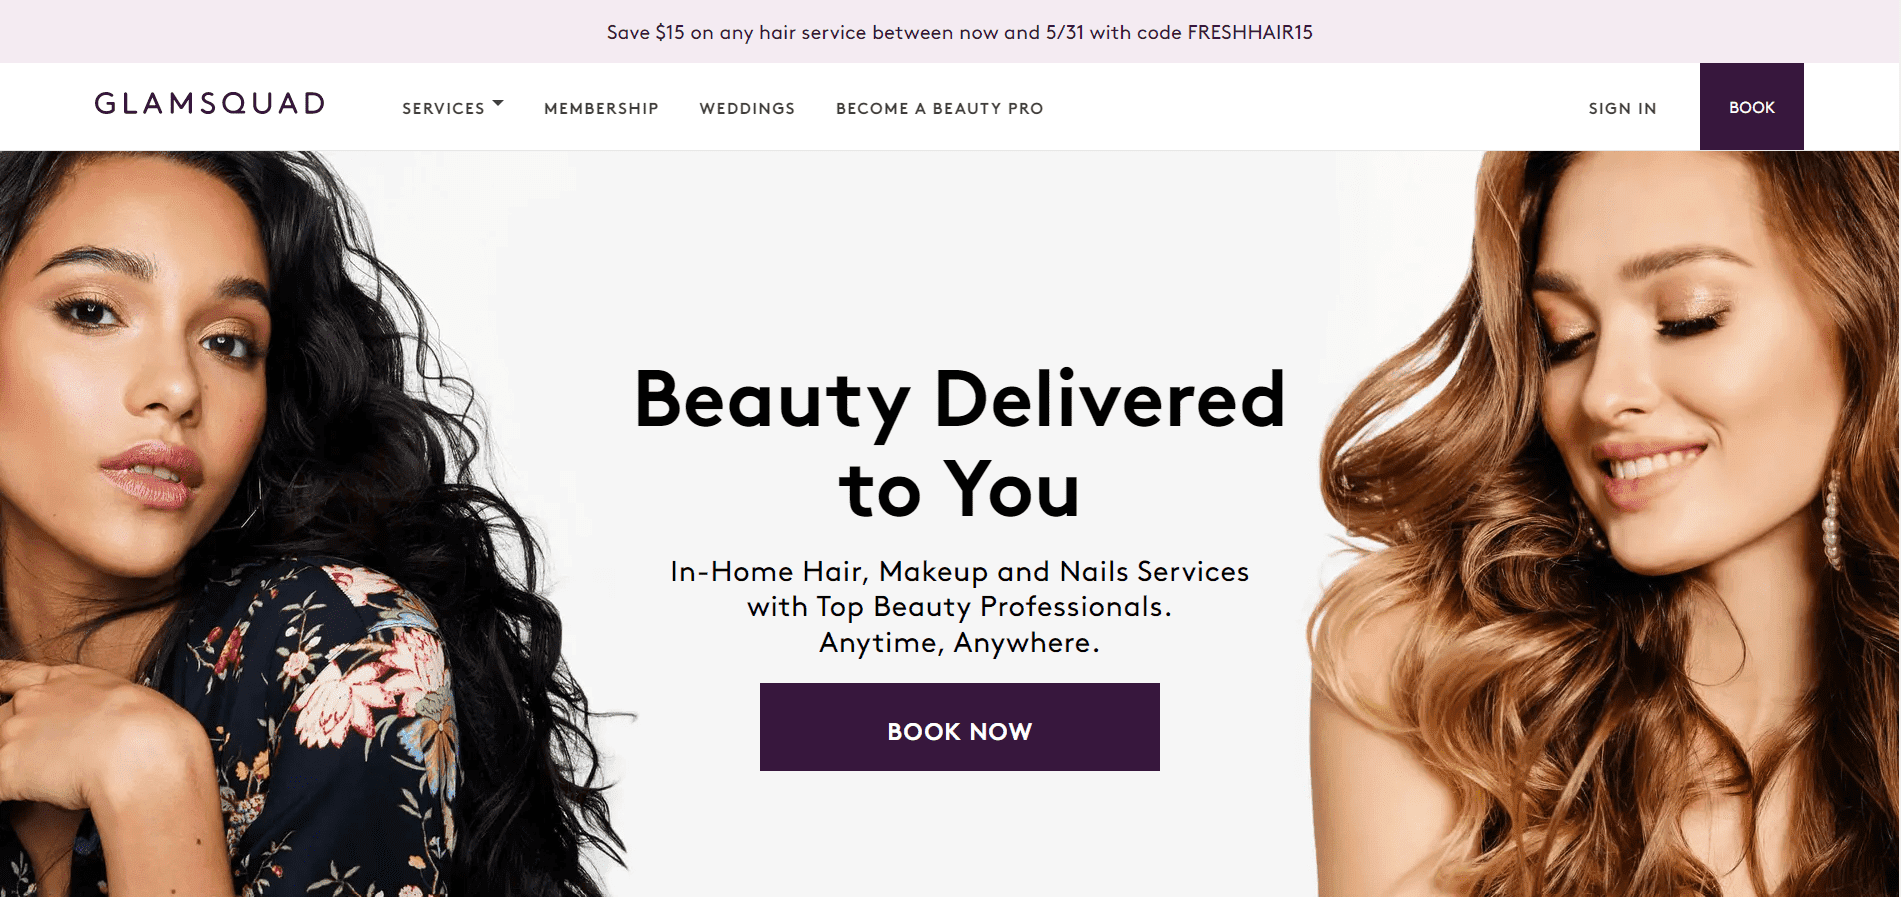 Save $15 on any hair service between now and 5/31 with code FRESHHAIR15
GLAMSQUAD
SERVICES
MEMBERSHIP
WEDDINGS
BECOME A BEAUTY PRO
SIGN IN
BOOK
Beauty Delivered
to You
In-Home Hair, Makeup and Nails Services
with Top Beauty Professionals.
Anytime, Anywhere.
BOOK NOW